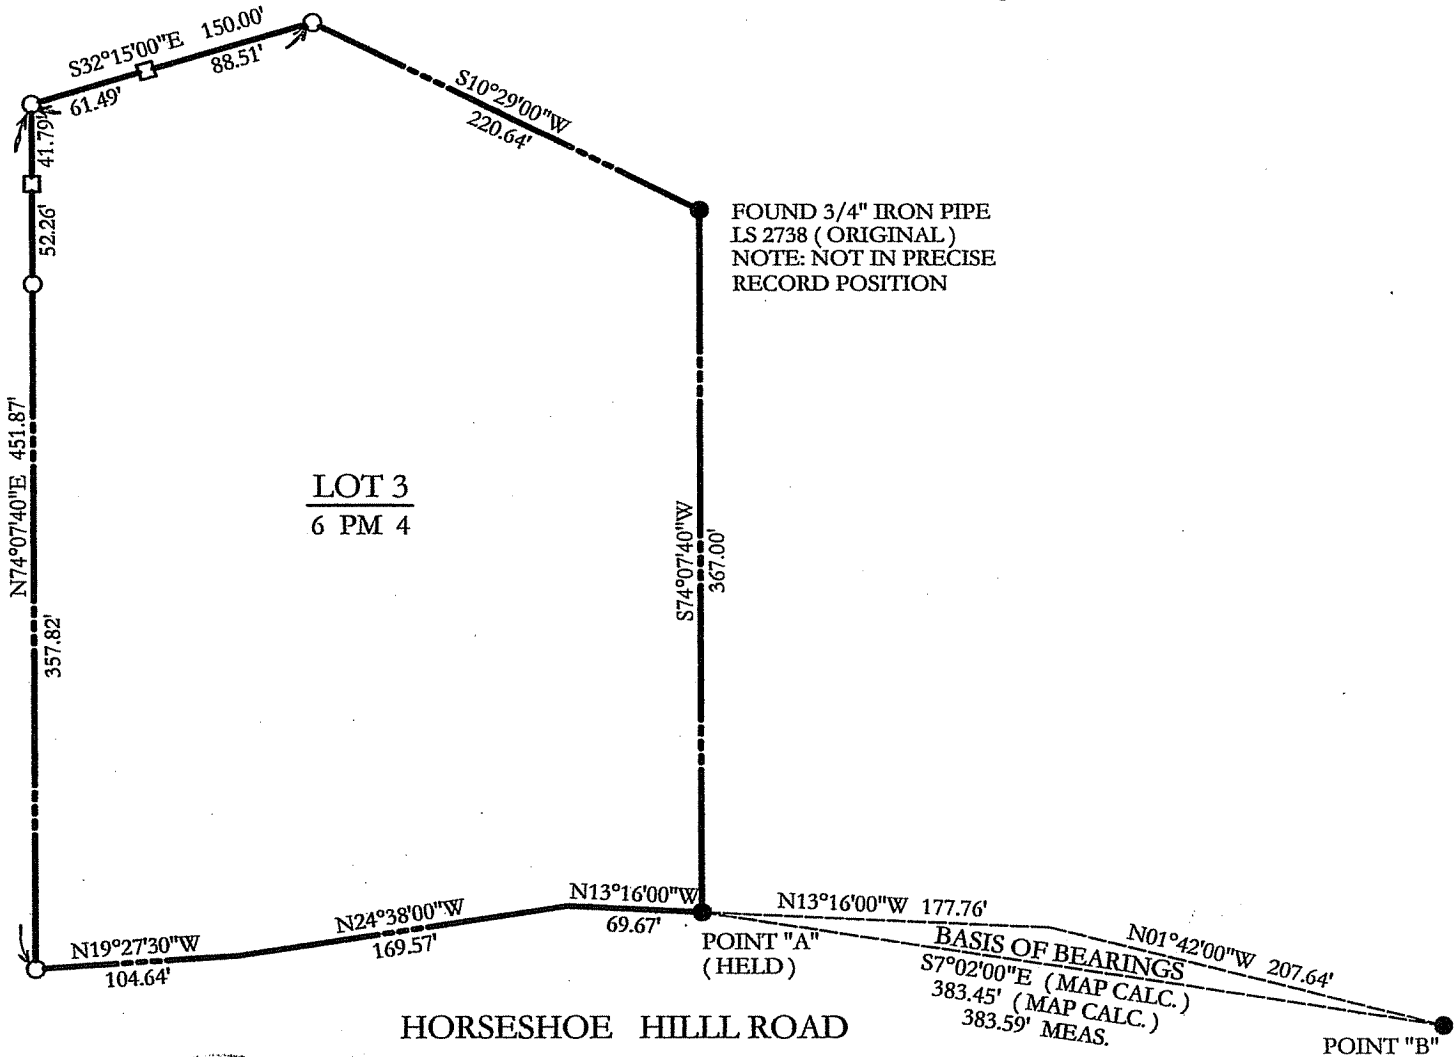 S32°15'00"E 150.00'
61.49'
88.51'
41.79'
52.26'
S10°29'00"W
220.64'
FOUND 3/4" IRON PIPE
LS 2738 ( ORIGINAL )
NOTE: NOT IN PRECISE
RECORD POSITION
N74°07'40"E 451.87'
357.82'
LOT 3
6 PM 4
S74°07'40"W
367.00'
N19°27'30"W
104.64'
N24°38'00"W
169.57'
N13°16'00"W
69.67'
POINT "A"
( HELD )
N13°16'00"W 177.76'
N01°42'00"W 207.64'
BASIS OF BEARINGS
S7°02'00"E ( MAP CALC. )
383.45' ( MAP CALC. )
383.59' MEAS.
POINT "B"
HORSESHOE HILLL ROAD